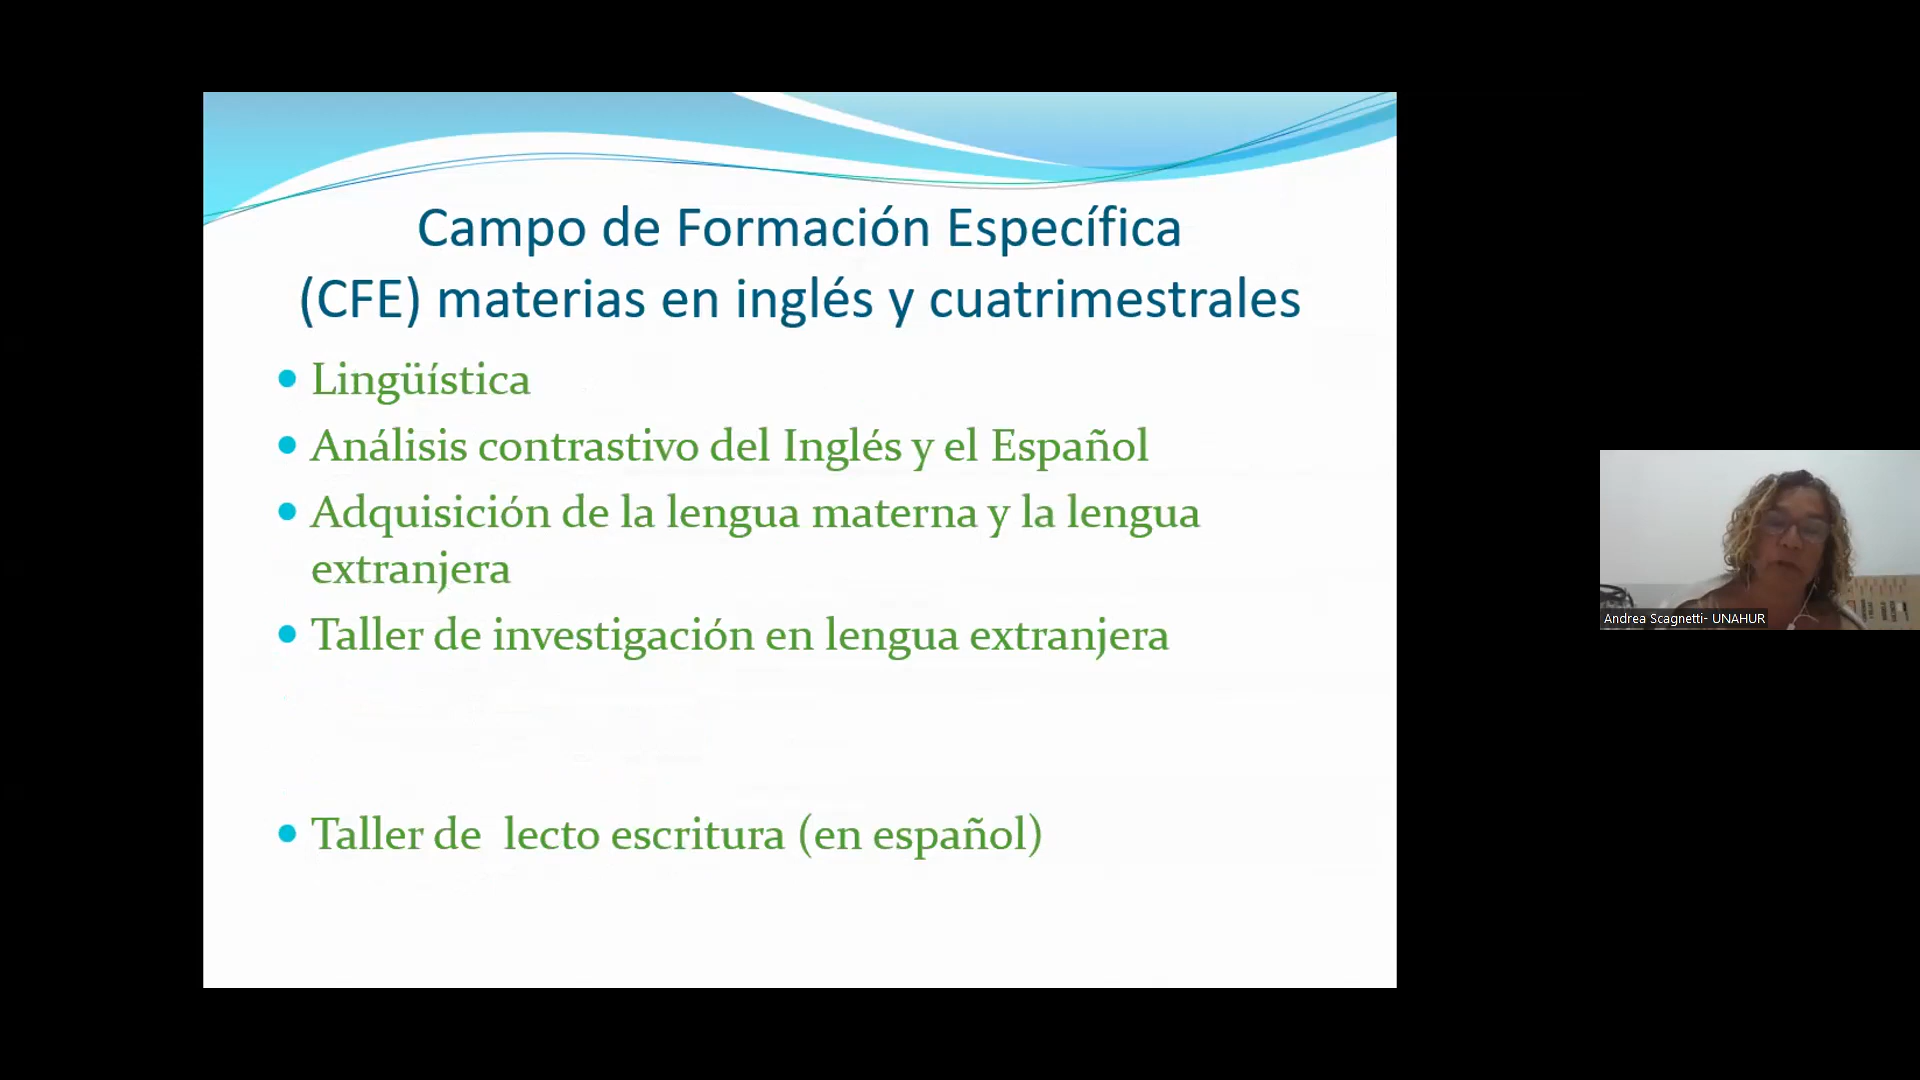 Campo de Formación Específica
(CFE) materias en inglés y cuatrimestrales
• Lingüística
• Análisis contrastivo del Inglés y el Español
• Adquisición de la lengua materna y la lengua
extranjera
• Taller de investigación en lengua extranjera
• Taller de lecto escritura (en español)
Andrea Scagnetti- UNAHUR